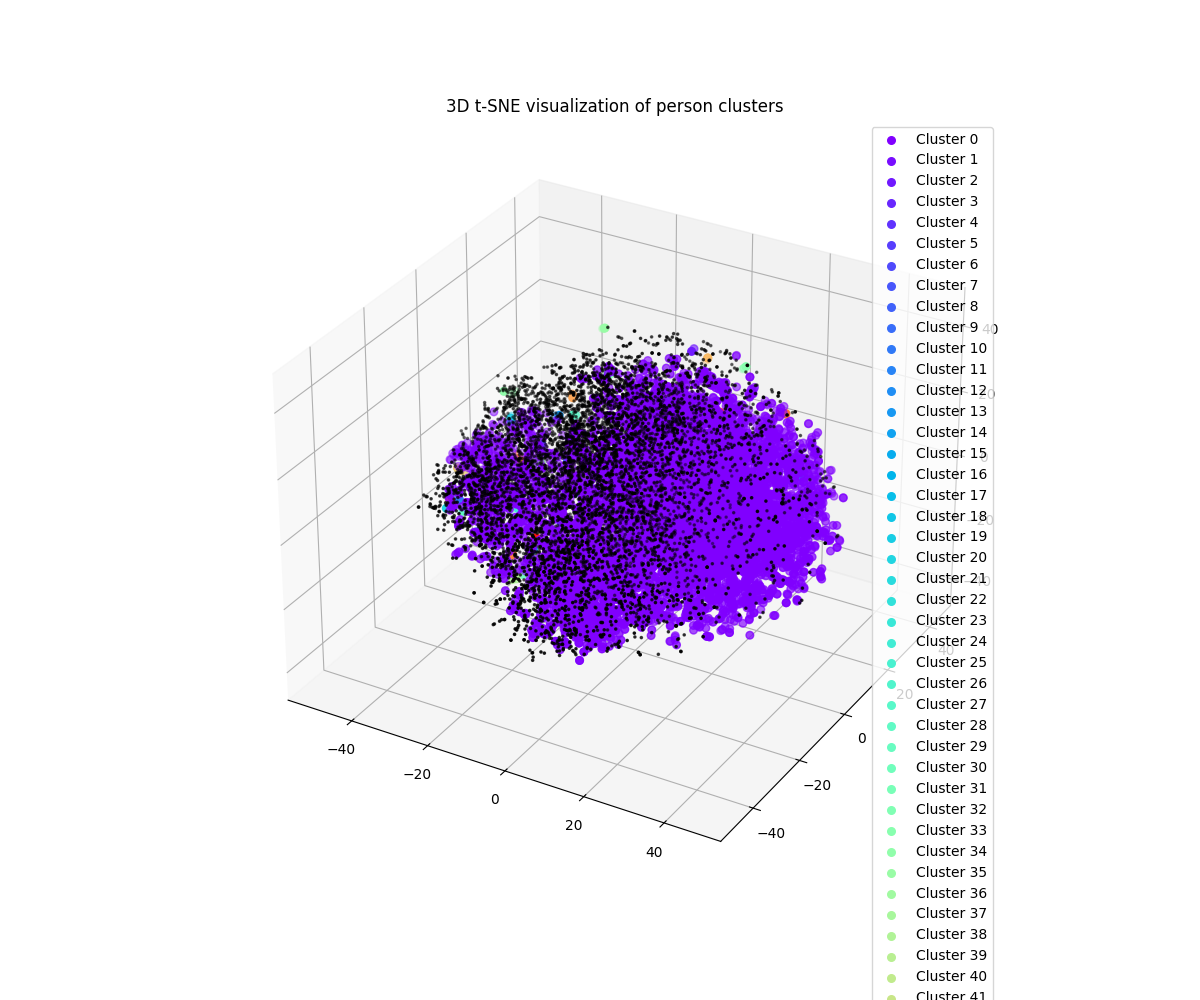 3D t-SNE visualization of person clusters
Cluster 0
Cluster 1
Cluster 2
Cluster 3
Cluster 4
Cluster 5
Cluster 6
Cluster 7
Cluster 8
Cluster 9
Cluster 10
Cluster 11
Cluster 12
Cluster 13
Cluster 14
Cluster 15
Cluster 16
Cluster 17
Cluster 18
Cluster 19
Cluster 20
Cluster 21
Cluster 22
Cluster 23
Cluster 24
Cluster 25
Cluster 26
Cluster 27
Cluster 28
Cluster 29
Cluster 30
Cluster 31
Cluster 32
Cluster 33
Cluster 34
Cluster 35
Cluster 36
Cluster 37
Cluster 38
Cluster 39
Cluster 40
Cluster 41
40
20
0
−20
−40
40
20
0
−20
−40
−40
−20
0
20
40